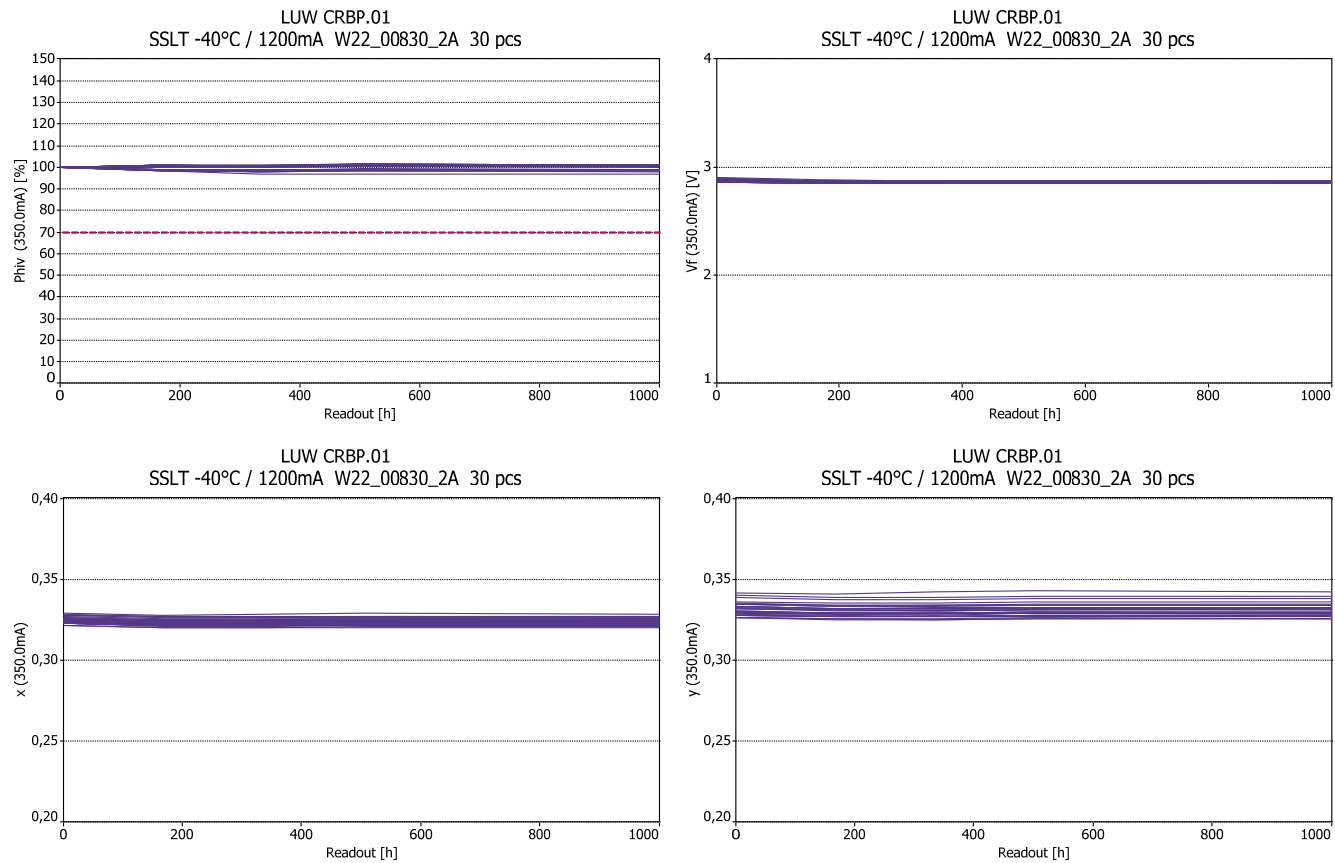 LUW CRBP.01
SSLT -40°C / 1200mA W22_00830_2A 30 pcs
150
140
130
120
110
100
90
80
70
60
50
40
30
20
10
0
Phiv (350.0mA) [%]
0 200 400 600 800 1000
Readout [h]
LUW CRBP.01
SSLT -40°C / 1200mA W22_00830_2A 30 pcs
4
3
2
1
Vf (350.0mA) [V]
0 200 400 600 800 1000
Readout [h]
LUW CRBP.01
SSLT -40°C / 1200mA W22_00830_2A 30 pcs
0,40
0,35
0,30
0,25
0,20
x (350.0mA)
0 200 400 600 800 1000
Readout [h]
LUW CRBP.01
SSLT -40°C / 1200mA W22_00830_2A 30 pcs
0,40
0,35
0,30
0,25
0,20
y (350.0mA)
0 200 400 600 800 1000
Readout [h]